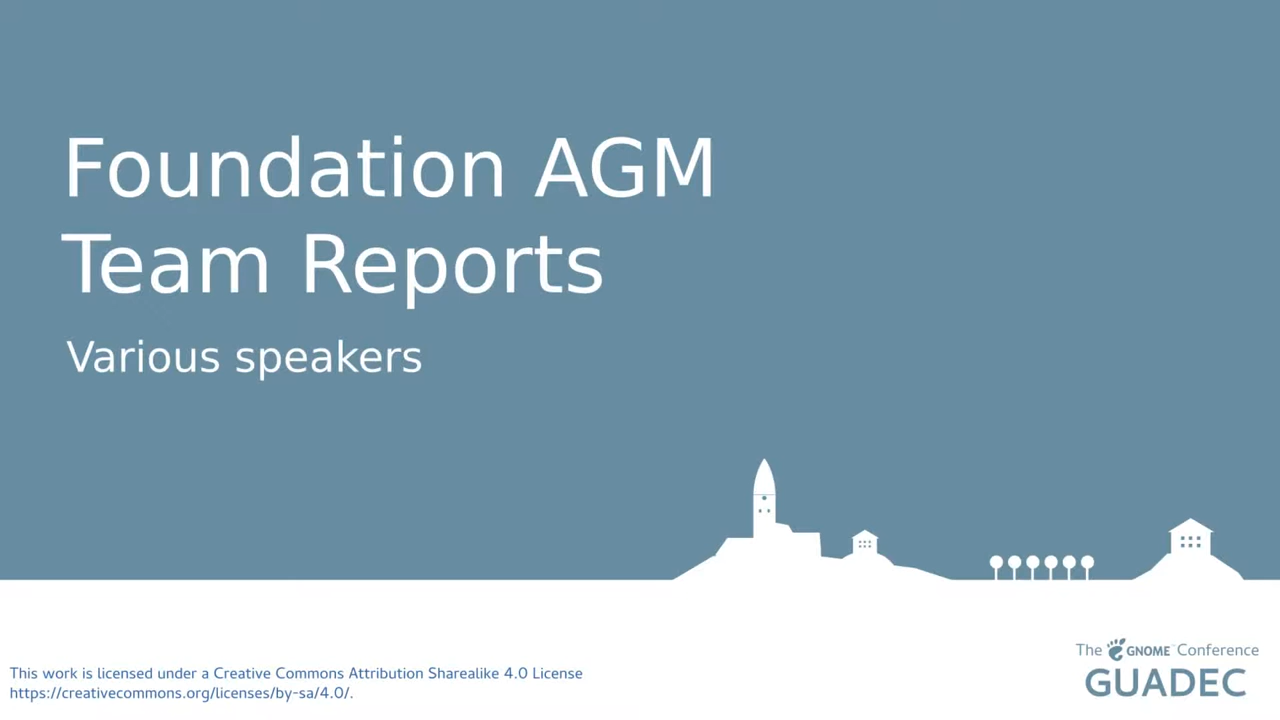 Foundation AGM
Team Reports
Various speakers
This work is licensed under a Creative Commons Attribution Sharealike 4.0 License
https://creativecommons.org/licenses/by-sa/4.0/.
The GNOME™ Conference
GUADEC